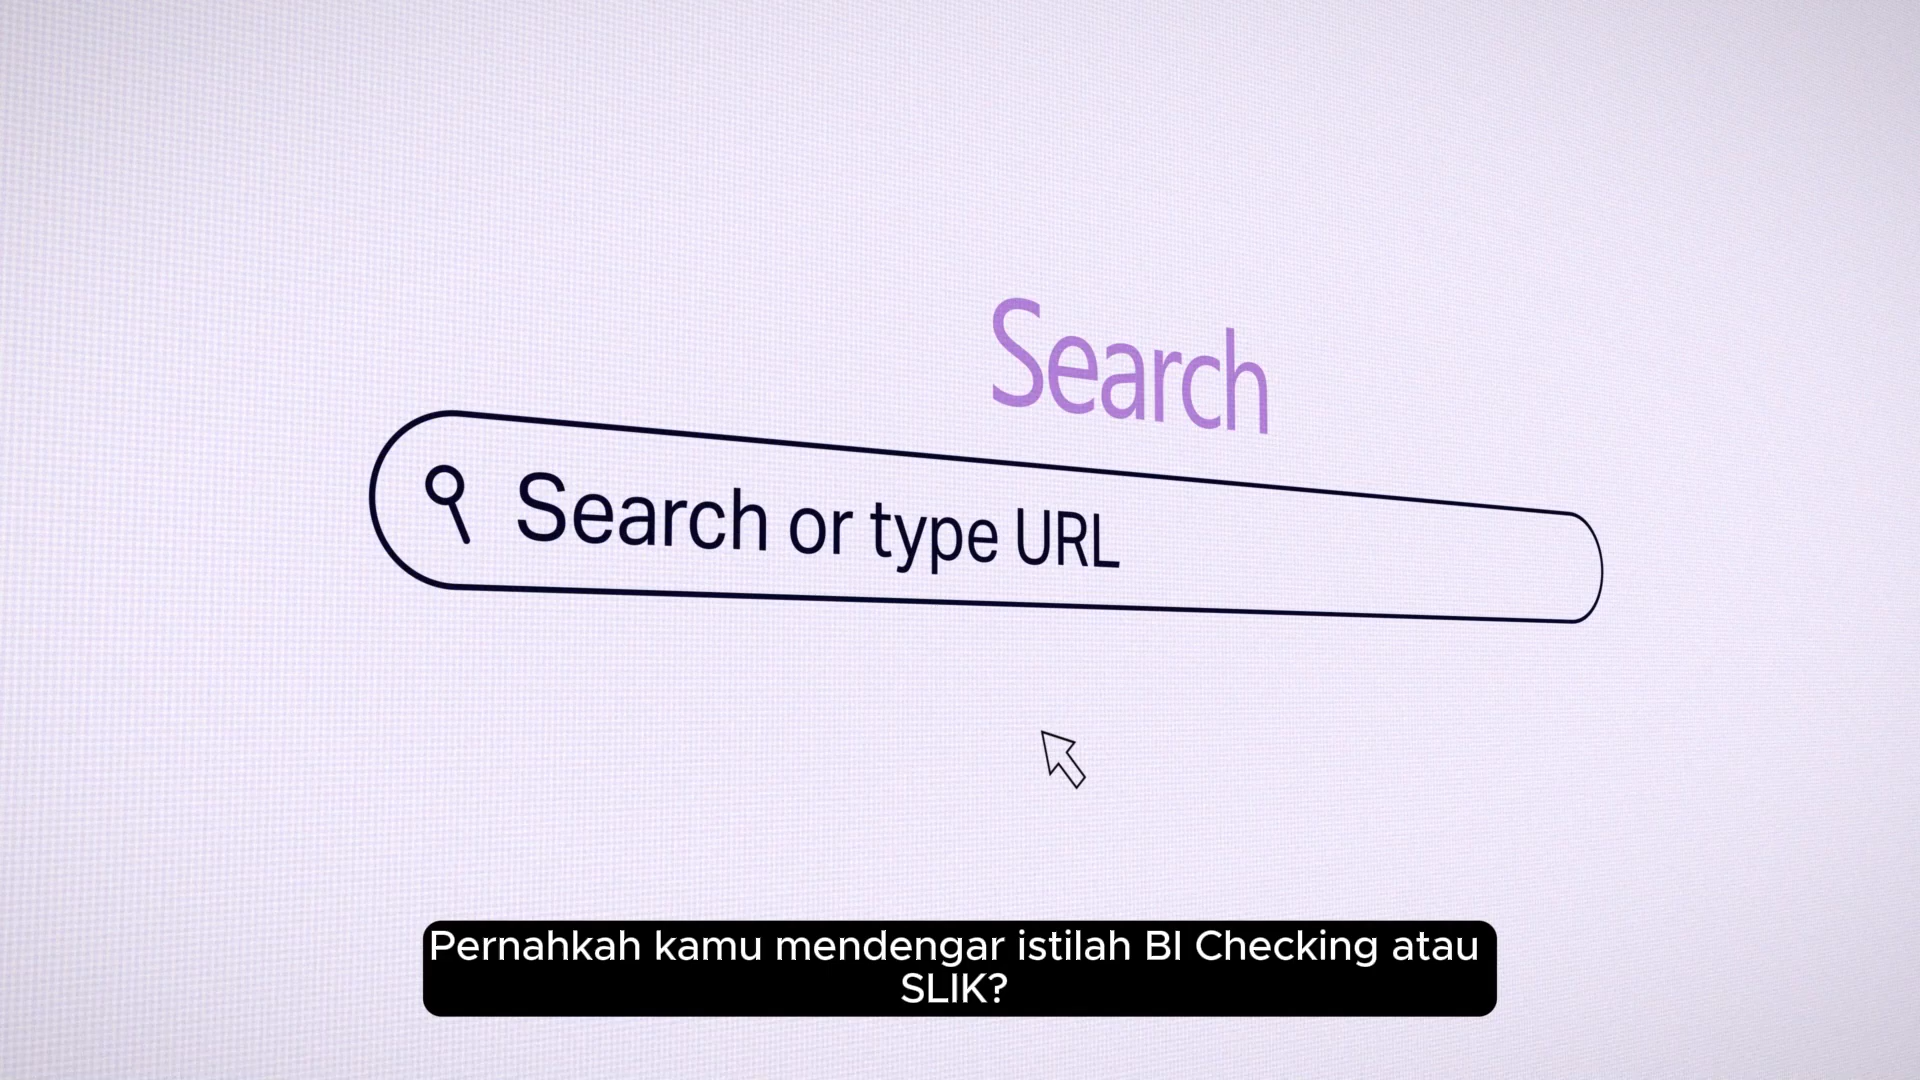 Search
Search or type URL
Pernahkah kamu mendengar istilah BI Checking atau
SLIK?